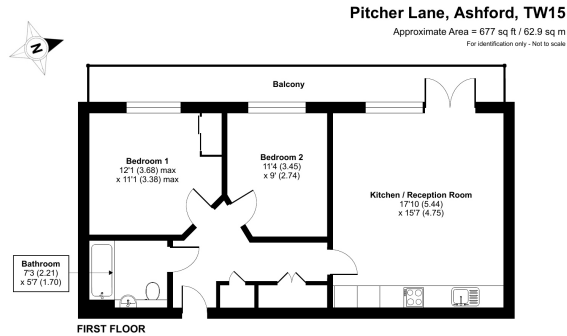 Pitcher Lane, Ashford, TW15
Approximate Area = 677 sq ft / 62.9 sq m
For identification only - Not to scale
N
Balcony
Bedroom 1
12'1 (3.68) max
x 11'1 (3.38) max
Bedroom 2
11'4 (3.45)
x 9' (2.74)
Kitchen / Reception Room
17'10 (5.44)
x 15'7 (4.75)
Bathroom
7'3 (2.21)
x 5'7 (1.70)
FIRST FLOOR